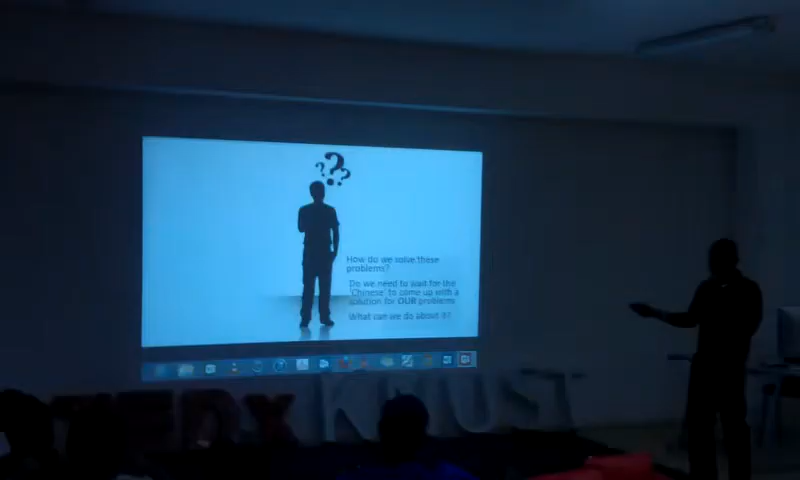 ???
How do we solve these
problems?
Do we need to wait for the
'Chinese' to come up with a
solution for OUR problems
What can we do about it?
KNUST